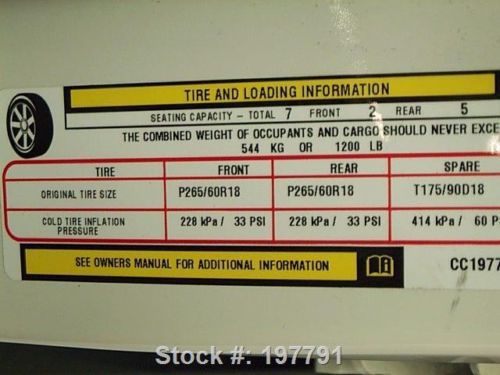 TIRE AND LOADING INFORMATION
SEATING CAPACITY - TOTAL 7 FRONT 2 REAR 5
THE COMBINED WEIGHT OF OCCUPANTS AND CARGO SHOULD NEVER EXCE
544 KG OR 1200 LB
TIRE FRONT REAR SPARE
ORIGINAL TIRE SIZE P265/60R18 P265/60R18 T175/90D18
COLD TIRE INFLATION PRESSURE 228 kPa / 33 PSI 228 kPa / 33 PSI 414 kPa / 60 P
SEE OWNERS MANUAL FOR ADDITIONAL INFORMATION CC1977
Stock #: 197791